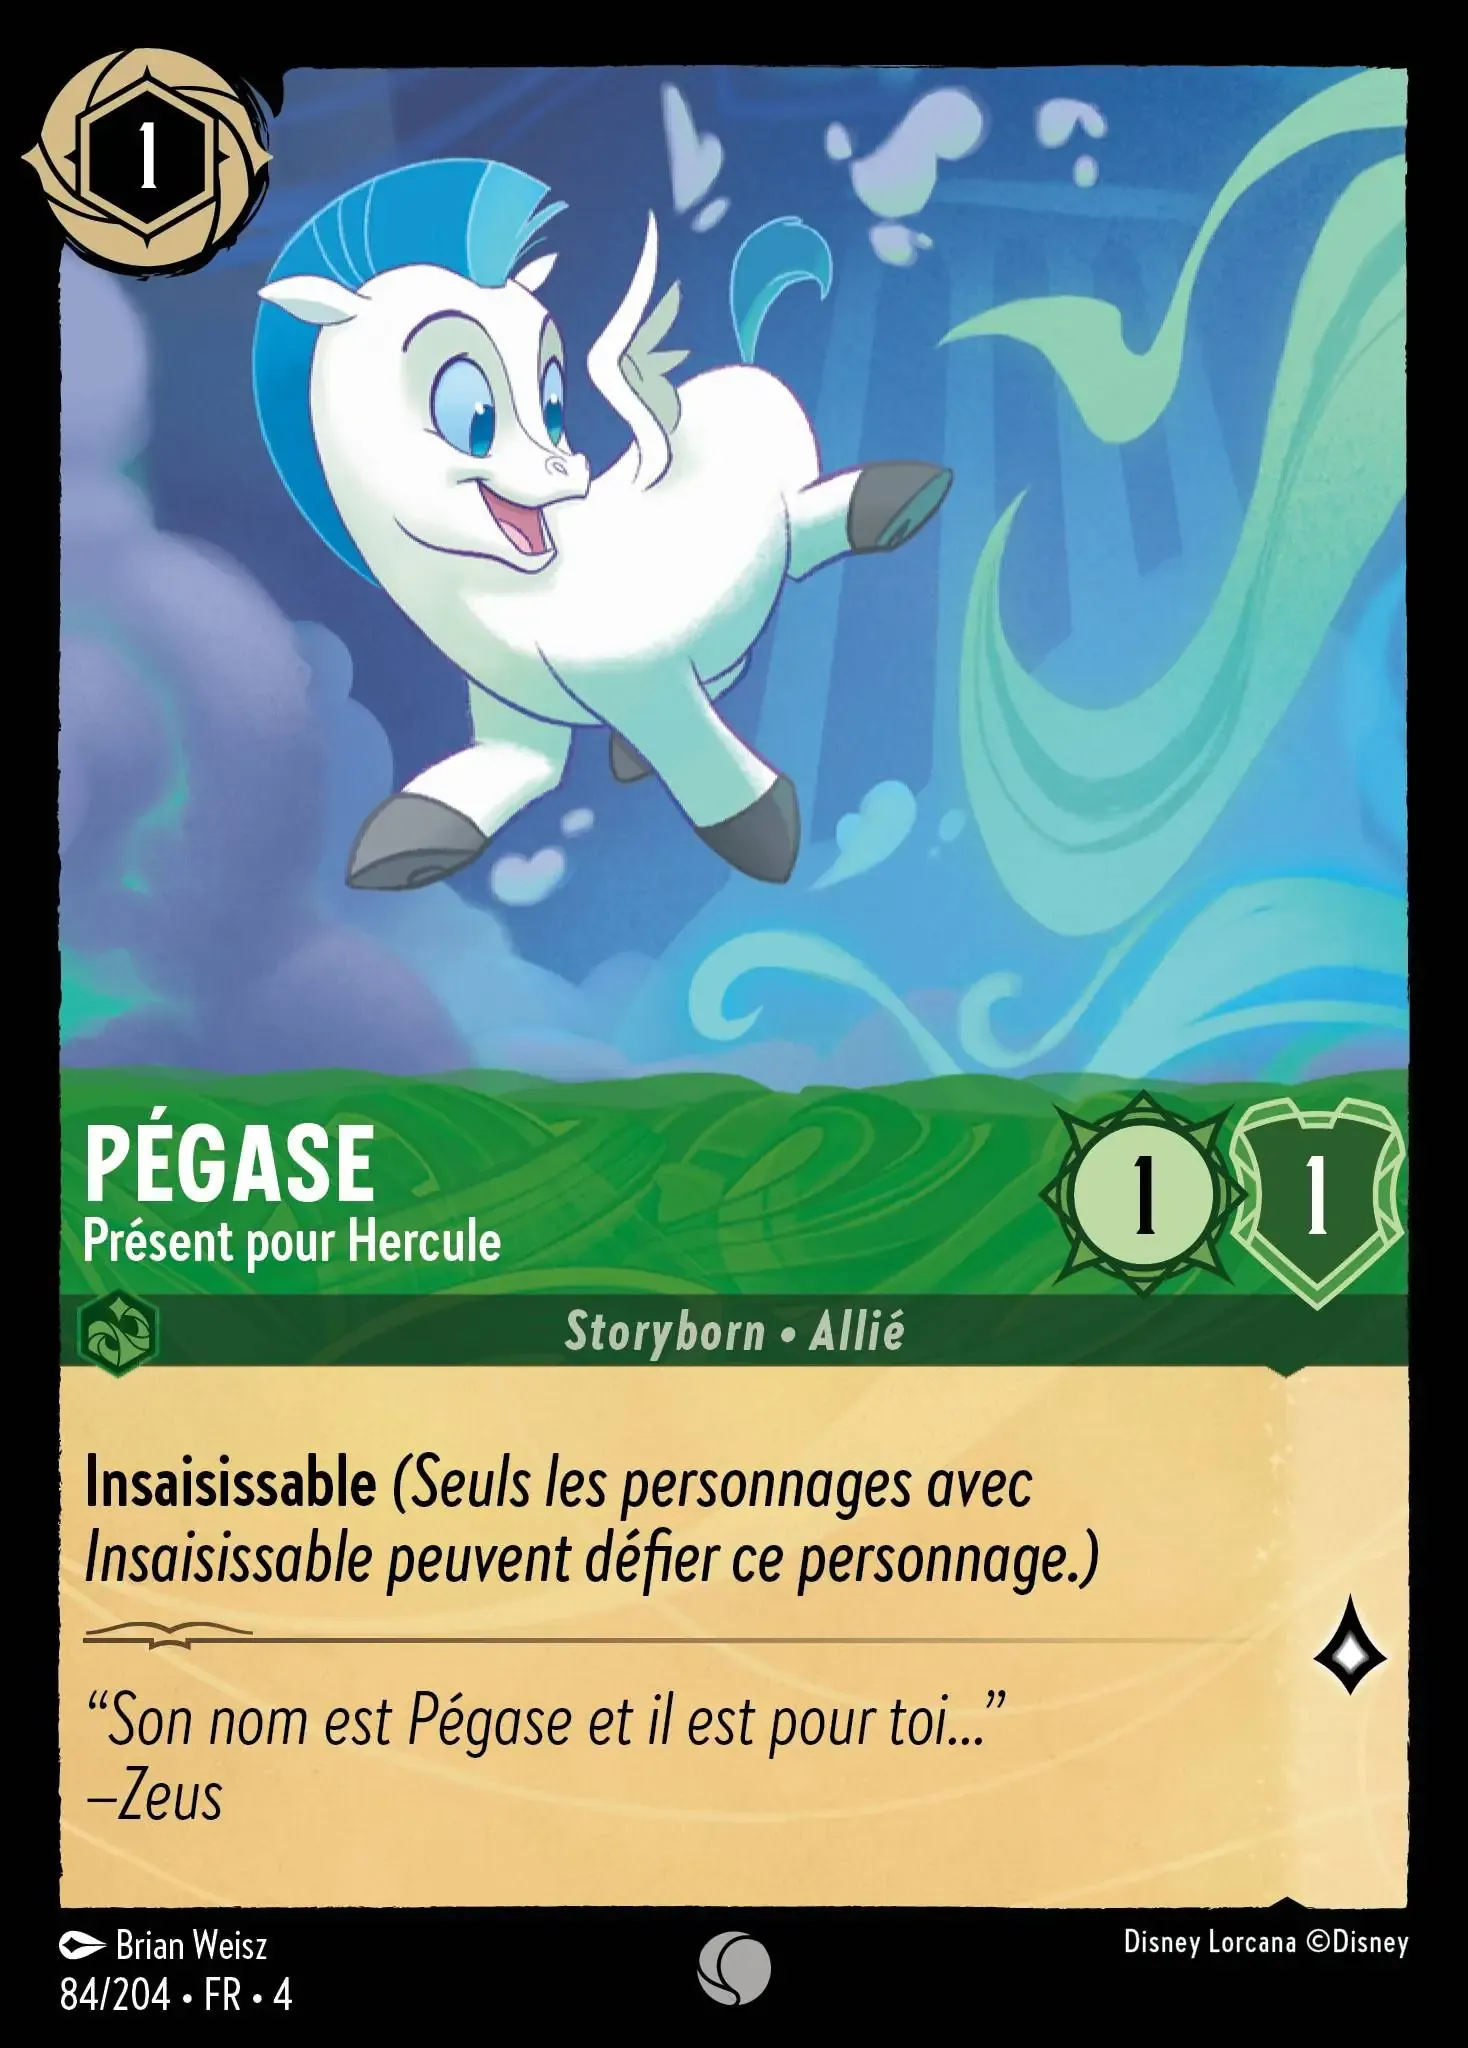 1
PÉGASE
Présent pour Hercule
1
1
Storyborn • Allié
Insaisissable (Seuls les personnages avec
Insaisissable peuvent défier ce personnage.)
“Son nom est Pégase et il est pour toi...”
–Zeus
Brian Weisz
Disney Lorcana ©Disney
84/204 • FR • 4